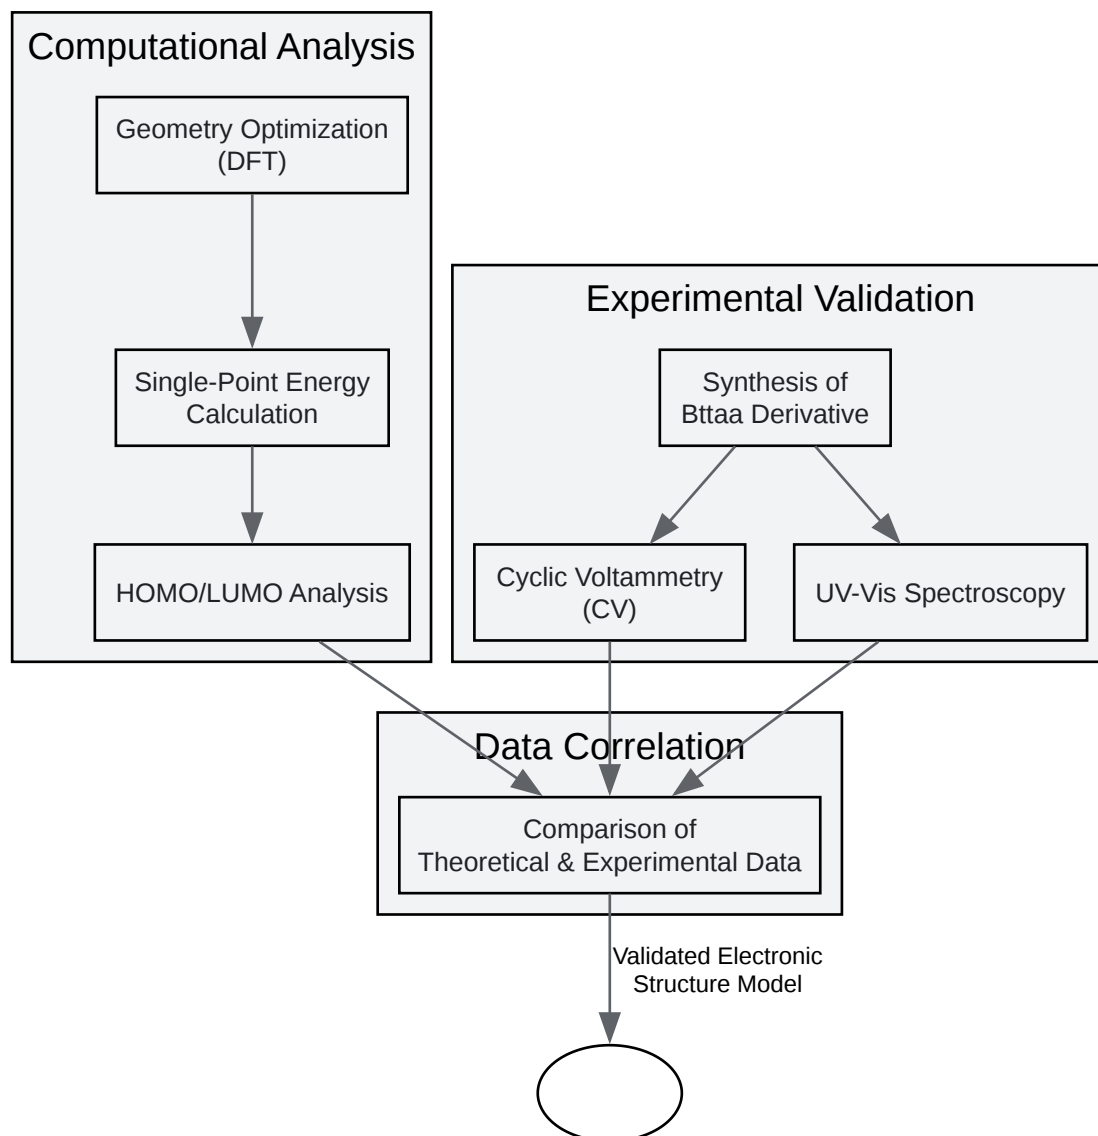 Computational Analysis
Geometry Optimization
(DFT)
Single-Point Energy
Calculation
HOMO/LUMO Analysis
Experimental Validation
Synthesis of
Bttaa Derivative
Cyclic Voltammetry
(CV)
UV-Vis Spectroscopy
Data Correlation
Comparison of
Theoretical & Experimental Data
Validated Electronic
Structure Model